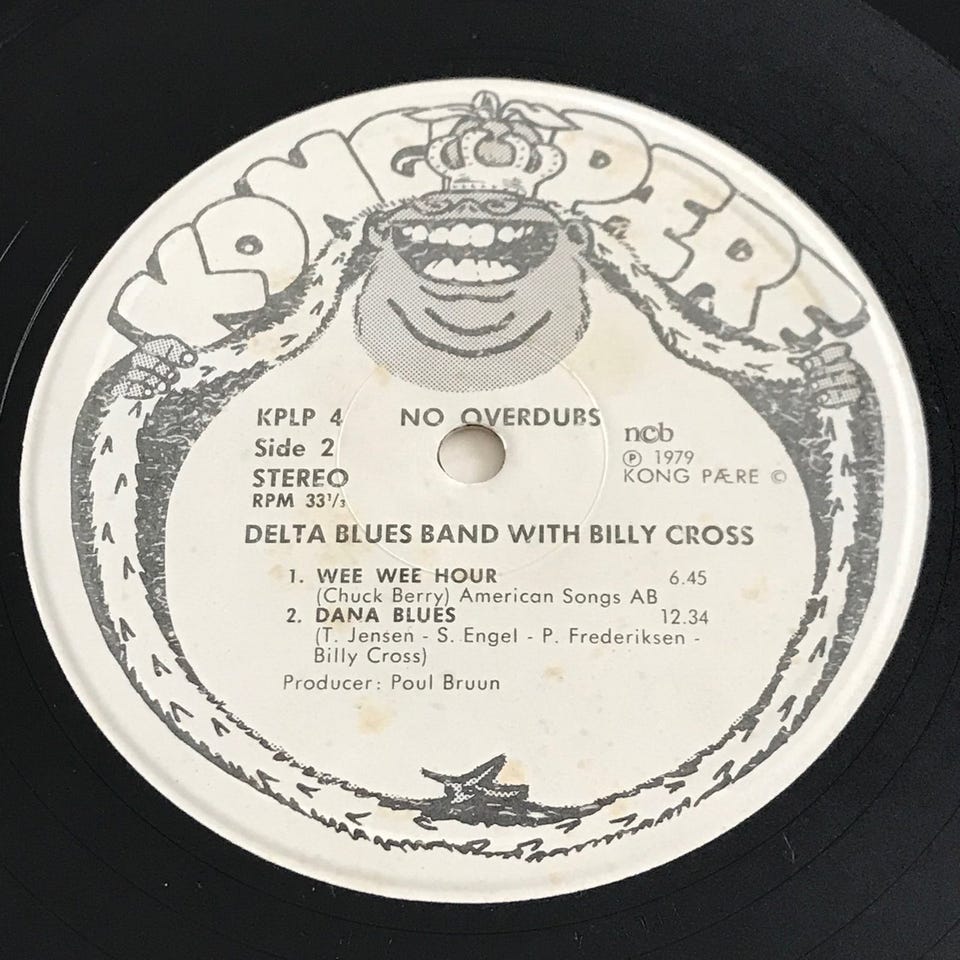 KONG PÆRE
KPLP 4 NO OVERDUBS
Side 2
STEREO
RPM 33⅓
ncb
Ⓟ 1979
KONG PÆRE ©
DELTA BLUES BAND WITH BILLY CROSS
1. WEE WEE HOUR 6.45
(Chuck Berry) American Songs AB
2. DANA BLUES 12.34
(T. Jensen - S. Engel - P. Frederiksen -
Billy Cross)
Producer: Poul Bruun